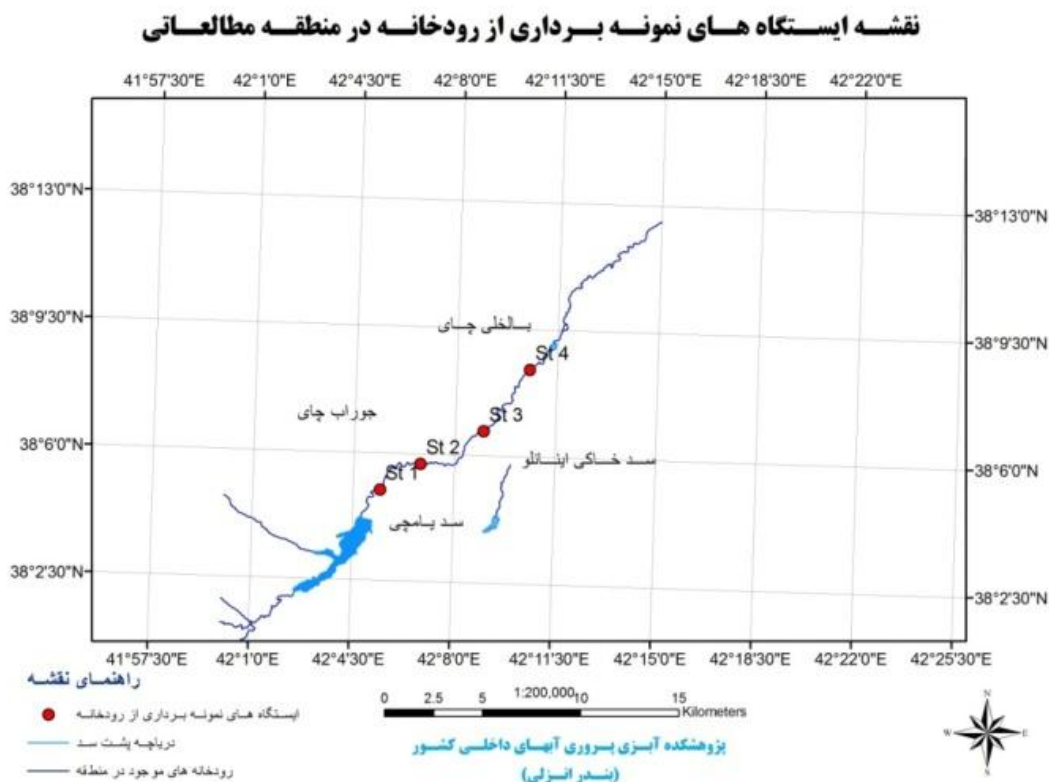 نقشه ایستگاه های نمونه برداری از رودخانه در منطقه مطالعاتی
41°57'30"E 42°1'0"E 42°4'30"E 42°8'0"E 42°11'30"E 42°15'0"E 42°18'30"E 42°22'0"E
38°13'0"N
38°13'0"N
38°9'30"N
بالخلی چای
38°9'30"N
St 4
جوراب چای
St 3
38°6'0"N
St 2
سد خاکی اینانلو
38°6'0"N
St 1
سد یامچی
38°2'30"N
38°2'30"N
41°57'30"E 42°1'0"E 42°4'30"E 42°8'0"E 42°11'30"E 42°15'0"E 42°18'30"E 42°22'0"E 42°25'30"E
راهنمای نقشه
ایستگاه های نمونه برداری از رودخانه
دریاچه پشت سد
رودخانه های موجود در منطقه
1:200,000
0 2.5 5 10 15
Kilometers
پژوهشکده آبزی پروری آبهای داخلی کشور
(بندر انزلی)
N
W E
S